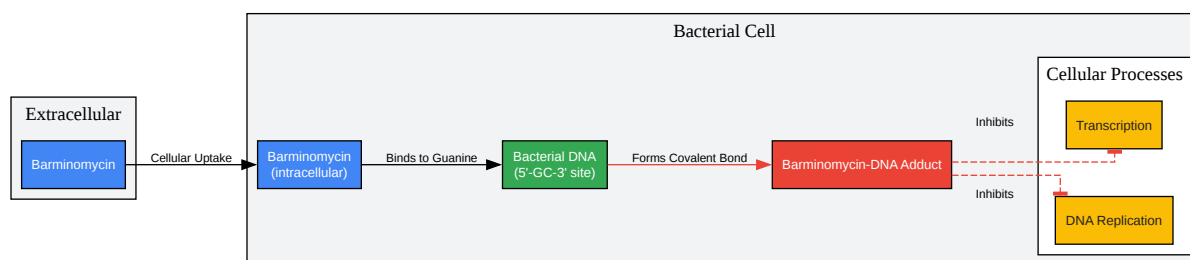 Bacterial Cell
Cellular Processes
Extracellular
Inhibits
Transcription
Barminomycin
Cellular Uptake
Barminomycin
(intracellular)
Binds to Guanine
Bacterial DNA
(5'-GC-3' site)
Forms Covalent Bond
Barminomycin-DNA Adduct
Inhibits
DNA Replication